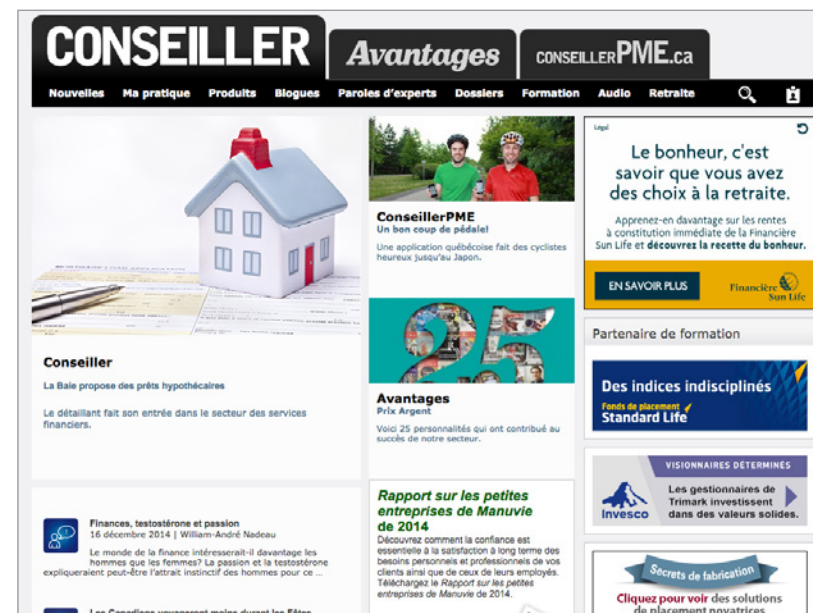 CONSEILLER
Avantages
CONSEILLERPME.ca
Nouvelles Ma pratique Produits Blogues Paroles d'experts Dossiers Formation Audio Retraite
Conseiller
La Baie propose des prêts hypothécaires
Le détaillant fait son entrée dans le secteur des services
financiers.
ConseillerPME
Un bon coup de pédale!
Une application québécoise fait des cyclistes
heureux jusqu'au Japon.
25
Avantages
Prix Argent
Voici 25 personnalités qui ont contribué au
succès de notre secteur.
Légal
Le bonheur, c'est
savoir que vous avez
des choix à la retraite.
Apprenez-en davantage sur les rentes
à constitution immédiate de la Financière
Sun Life et découvrez la recette du bonheur.
EN SAVOIR PLUS
Financière
Sun Life
Partenaire de formation
Des indices indisciplinés
Fonds de placement
Standard Life
VISIONNAIRES DÉTERMINÉS
Invesco
Les gestionnaires de
Trimark investissent
dans des valeurs solides.
Finances, testostérone et passion
16 décembre 2014 | William-André Nadeau
Le monde de la finance intéresserait-il davantage les
hommes que les femmes? La passion et la testostérone
expliqueraient peut-être l'attrait instinctif des hommes pour ce ...
Les Canadiens voyageront moins durant les Fêtes
Rapport sur les petites
entreprises de Manuvie
de 2014
Découvrez comment la confiance est
essentielle à la satisfaction à long terme des
besoins personnels et professionnels de vos
clients ainsi que de ceux de leurs employés.
Téléchargez le Rapport sur les petites
entreprises de Manuvie de 2014.
Secrets de fabrication
Cliquez pour voir des solutions
de placement novatrices